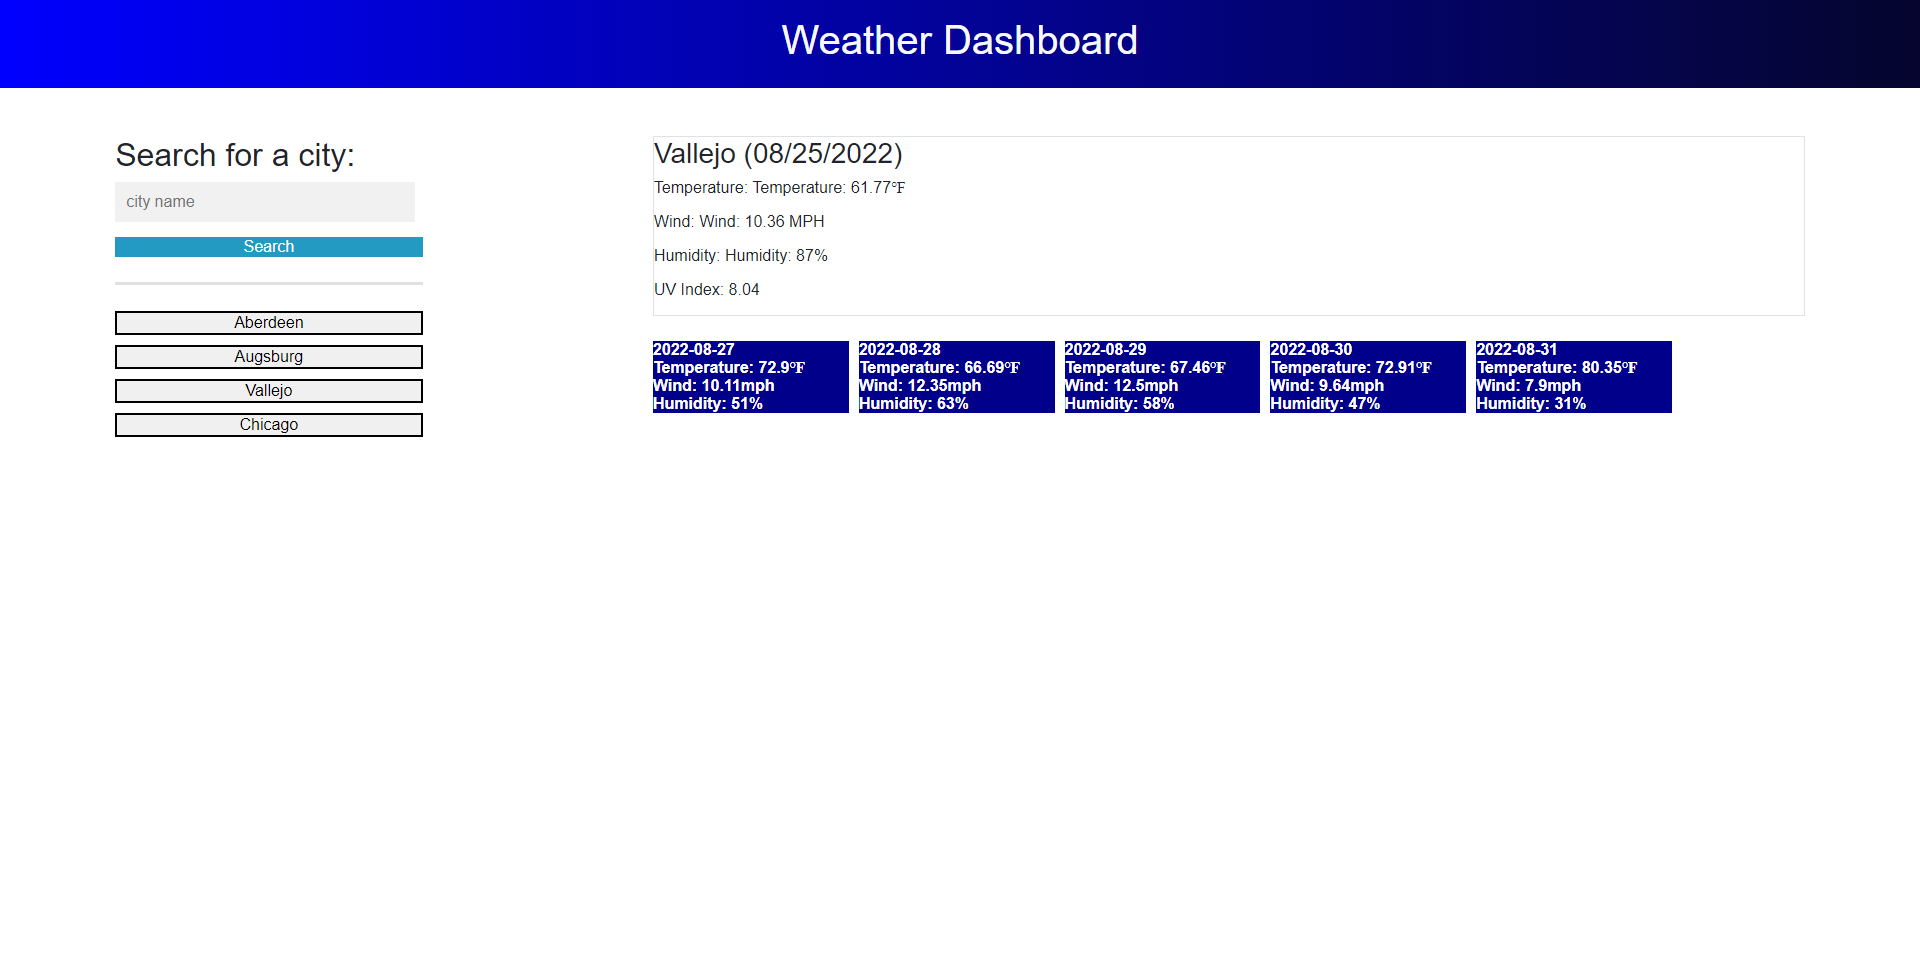 Weather Dashboard
Search for a city:
city name
Search
Aberdeen
Augsburg
Vallejo
Chicago
Vallejo (08/25/2022)
Temperature: Temperature: 61.77℉
Wind: Wind: 10.36 MPH
Humidity: Humidity: 87%
UV Index: 8.04
2022-08-27
Temperature: 72.9℉
Wind: 10.11mph
Humidity: 51%
2022-08-28
Temperature: 66.69℉
Wind: 12.35mph
Humidity: 63%
2022-08-29
Temperature: 67.46℉
Wind: 12.5mph
Humidity: 58%
2022-08-30
Temperature: 72.91℉
Wind: 9.64mph
Humidity: 47%
2022-08-31
Temperature: 80.35℉
Wind: 7.9mph
Humidity: 31%